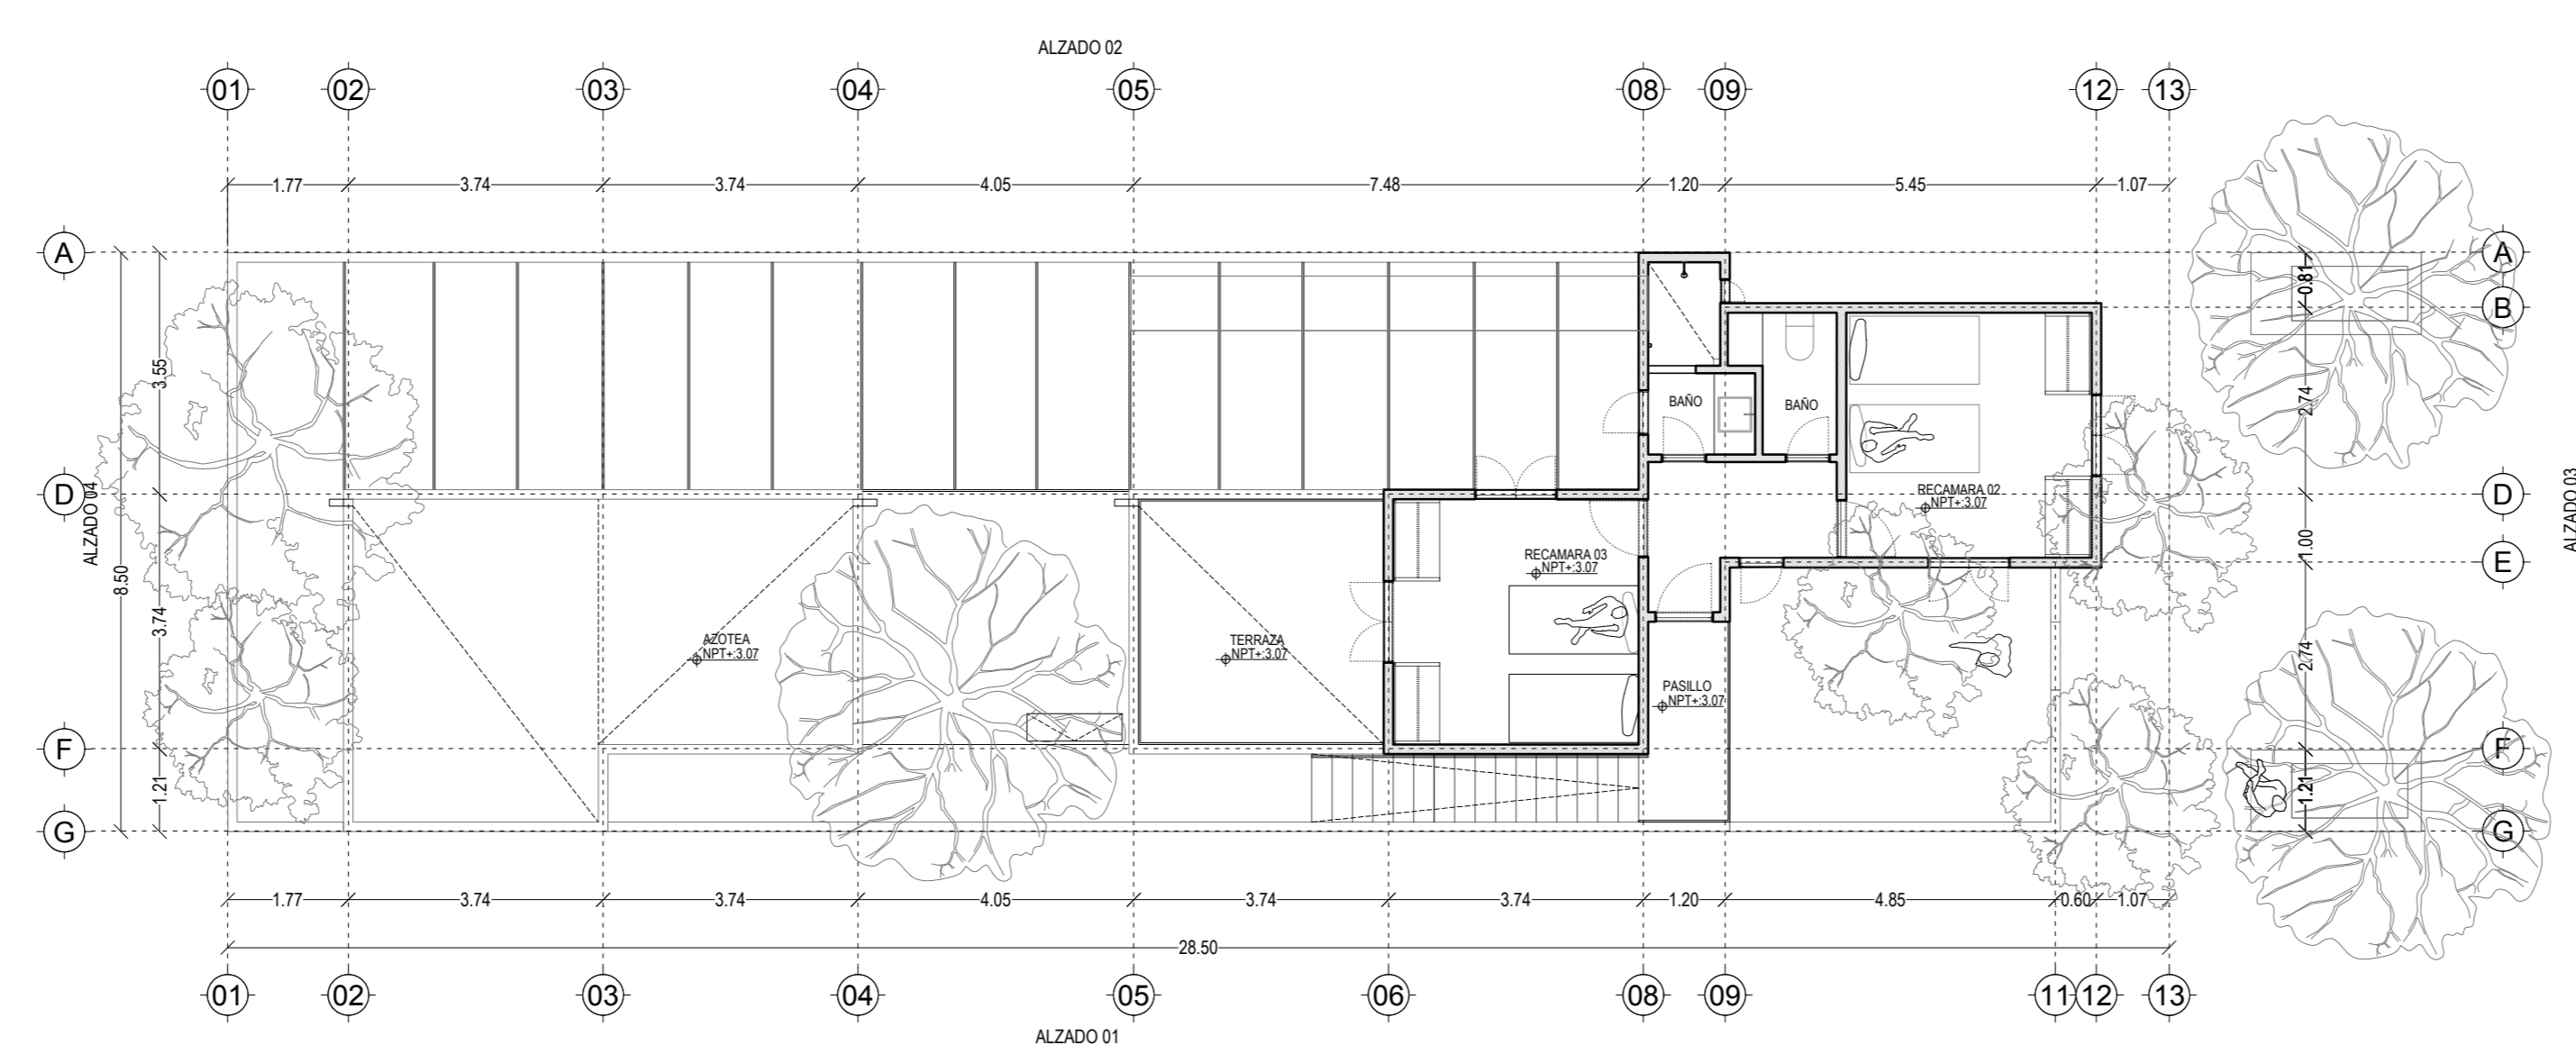 ALZADO 02
01 02 03 04 05 08 09 12 13
1.77 3.74 3.74 4.05 7.48 1.20 5.45 1.07
A
A
0.81
B
3.55
2.74
BAÑO
BAÑO
D
D
ALZADO 04
ALZADO 03
RECAMARA 02
NPT+:3.07
1.00
RECAMARA 03
NPT+:3.07
E
8.50
3.74
AZOTEA
NPT+:3.07
TERRAZA
NPT+:3.07
2.74
PASILLO
NPT+:3.07
F
F
1.21
1.21
G
G
1.77 3.74 3.74 4.05 3.74 3.74 1.20 4.85 0.60 1.07
28.50
01 02 03 04 05 06 08 09 11 12 13
ALZADO 01